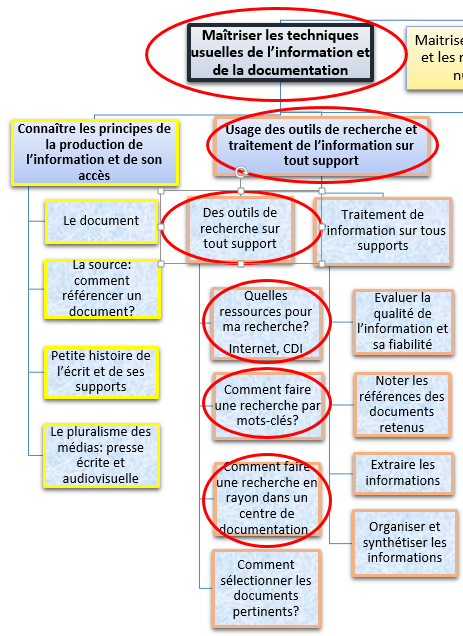 Maîtriser les techniques
usuelles de l'information et
de la documentation
Maitrise
et les
Connaître les principes de
la production de
l'information et de son
accès
Usage des outils de recherche et
traitement de l'information sur
tout support
Le document
La source:
comment
référencer un
document?
Petite histoire de
l'écrit et de ses
supports
Le pluralisme des
médias: presse
écrite et
audiovisuelle
Des outils de
recherche sur
tout support
Quelles
ressources pour
ma recherche?
Internet, CDI
Comment faire
une recherche par
mots-clés?
Comment faire
une recherche en
rayon dans un
centre de
documentation
Comment
sélectionner les
documents
pertinents?
Traitement de
information sur tous
supports
Evaluer la
qualité de
l'information et
sa fiabilité
Noter les
références des
documents
retenus
Extraire les
informations
Organiser et
synthétiser les
informations